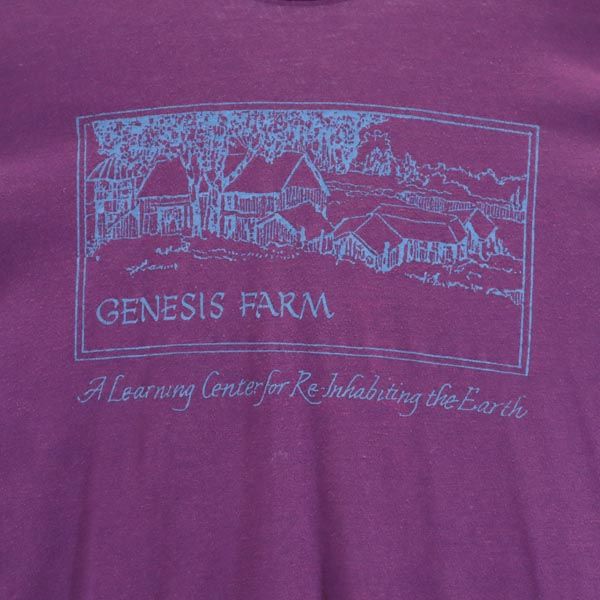 GENESIS FARM
A Learning Center for Re-Inhabiting the Earth